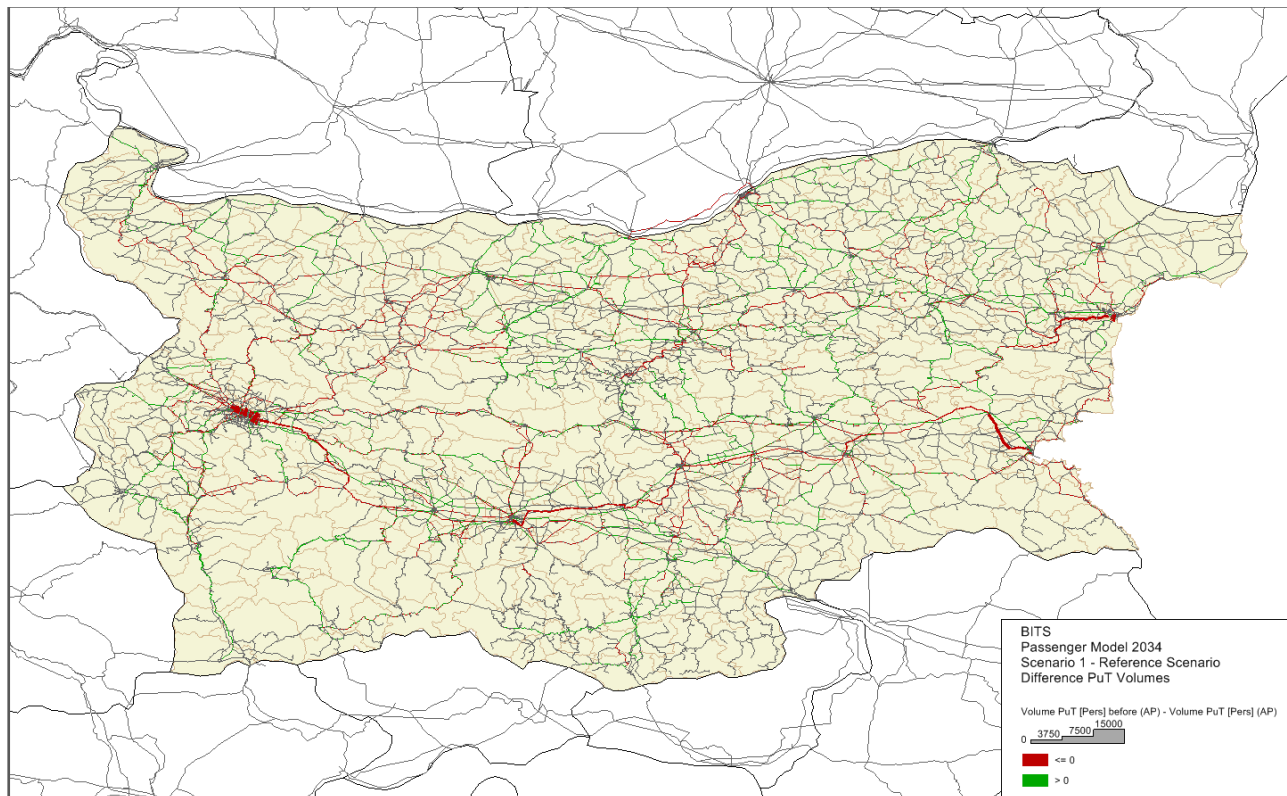 BITS
Passenger Model 2034
Scenario 1 - Reference Scenario
Difference PuT Volumes
Volume PuT [Pers] before (AP) - Volume PuT [Pers] (AP)
0 3750 7500 15000
<= 0
> 0